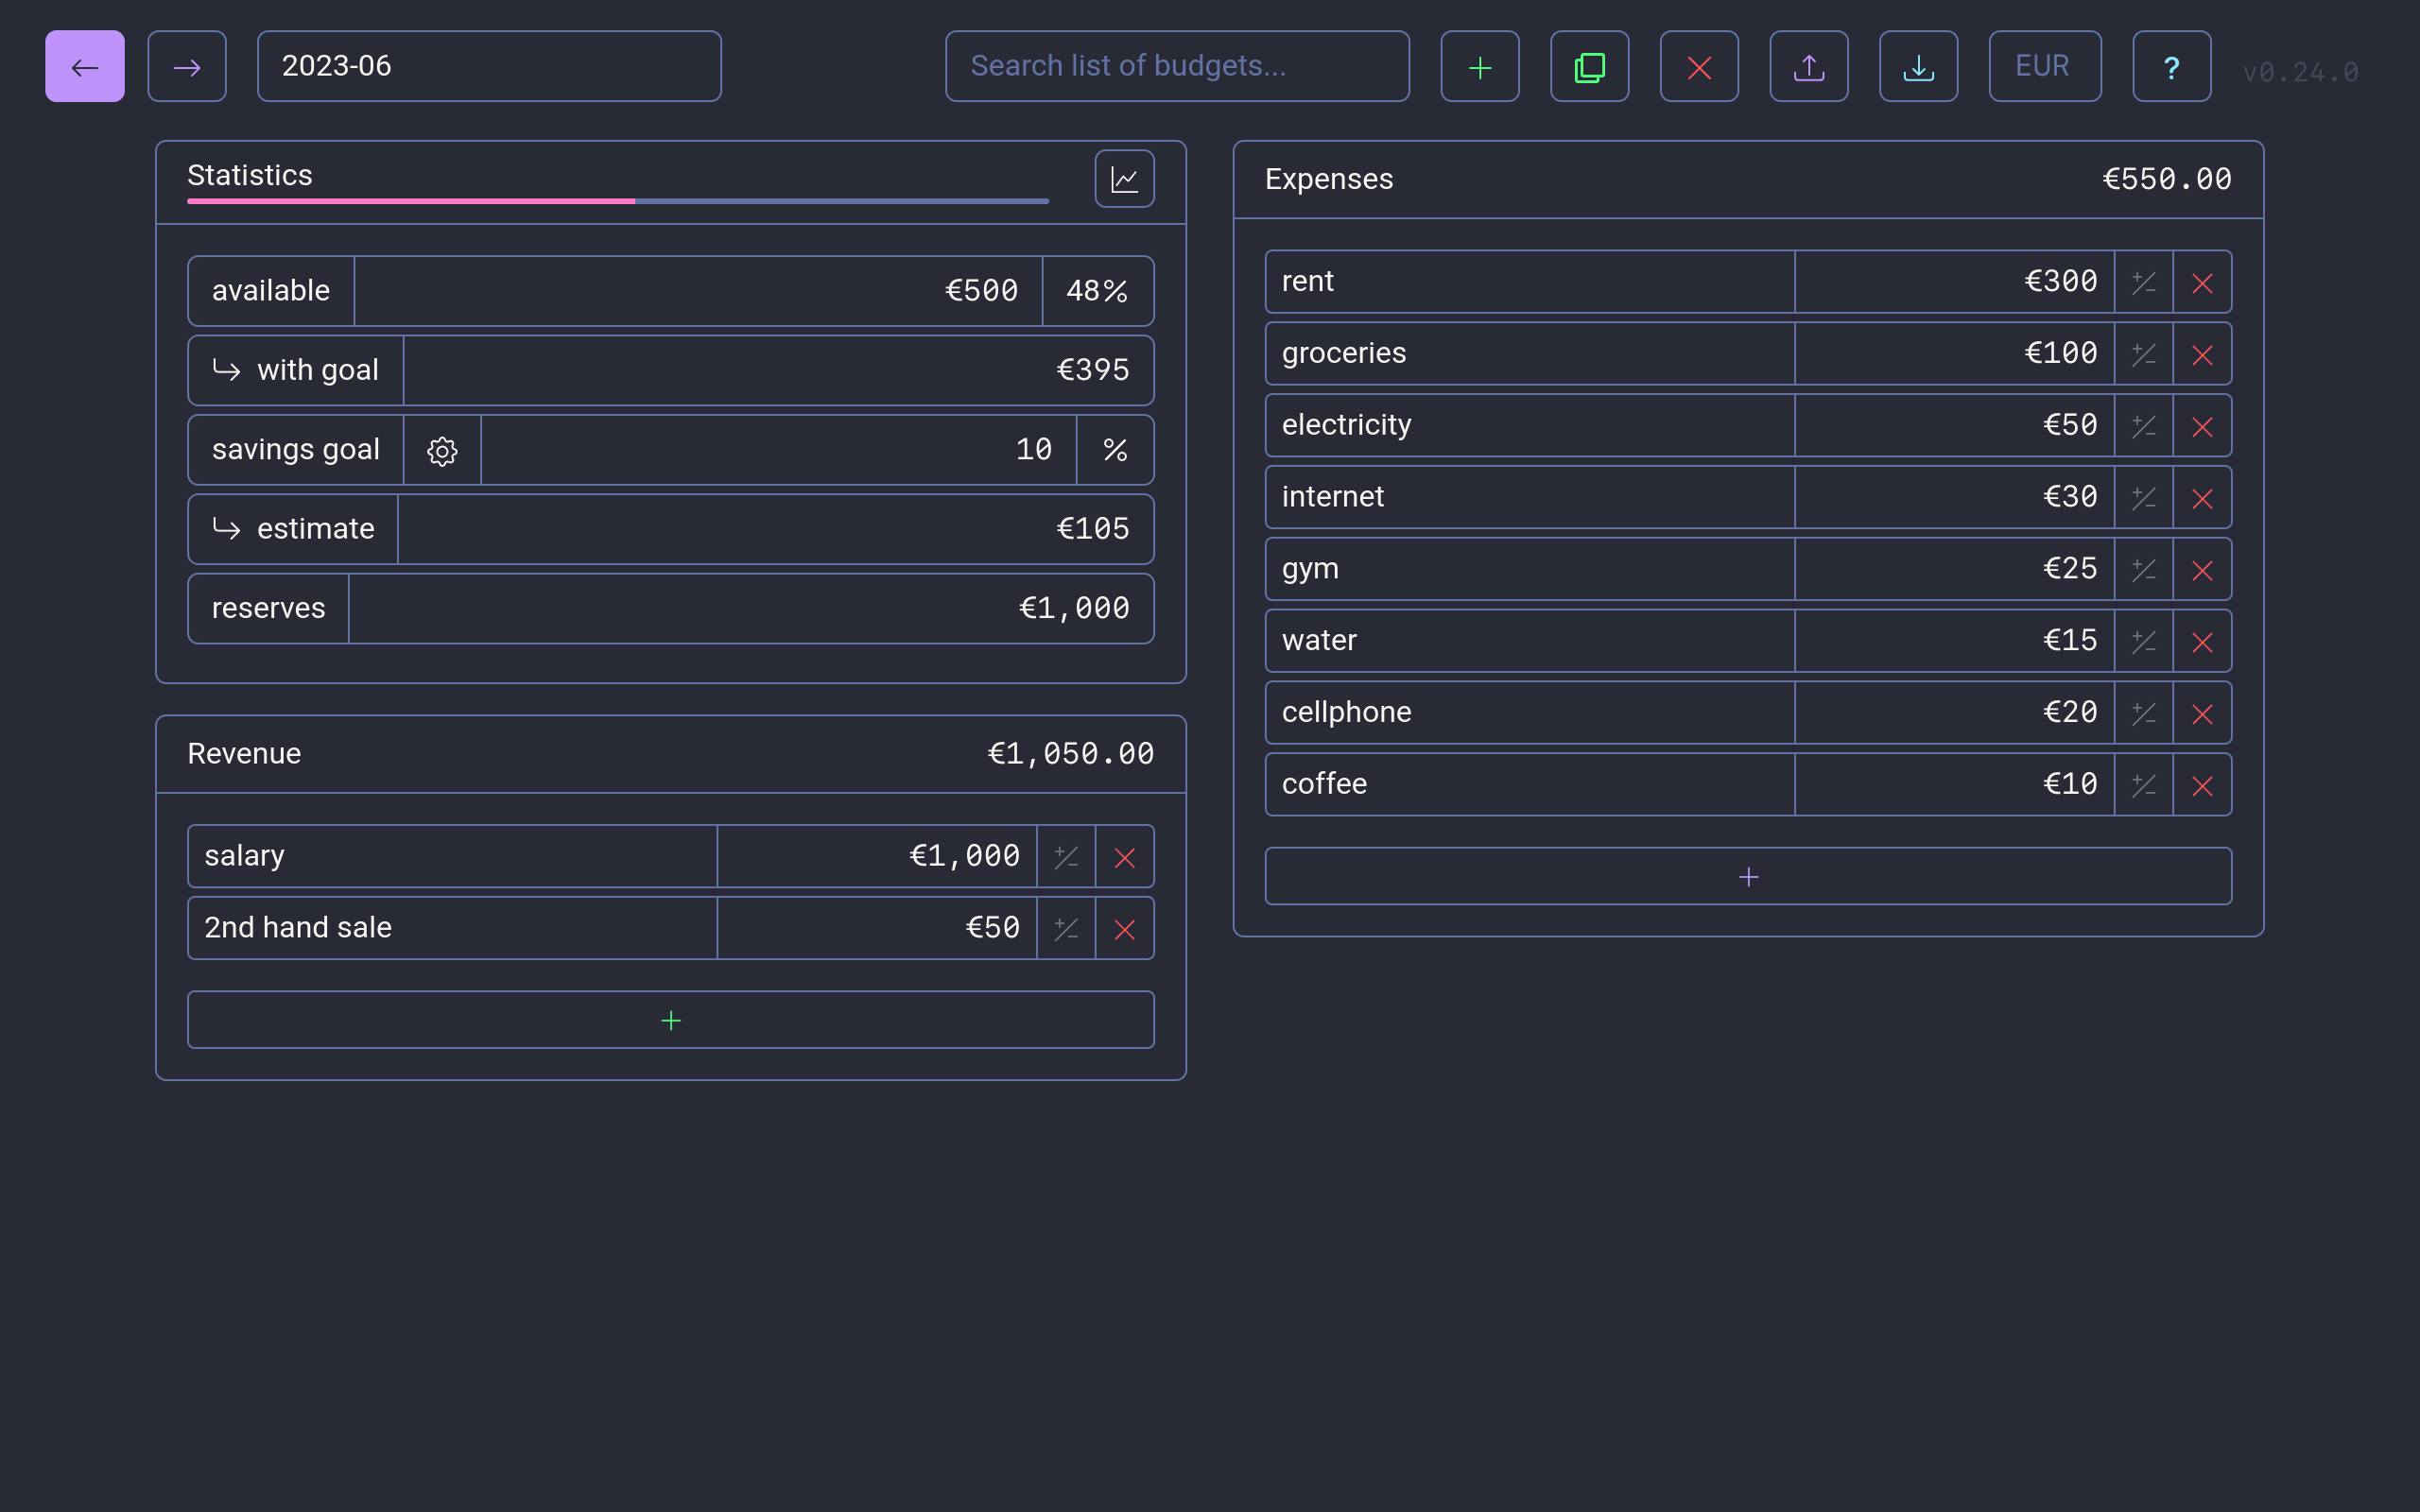 2023-06
Search list of budgets...
EUR
?
v0.24.0
Statistics
available €500 48%
with goal €395
savings goal 10 %
estimate €105
reserves €1,000
Revenue €1,050.00
salary €1,000
2nd hand sale €50
Expenses €550.00
rent €300
groceries €100
electricity €50
internet €30
gym €25
water €15
cellphone €20
coffee €10